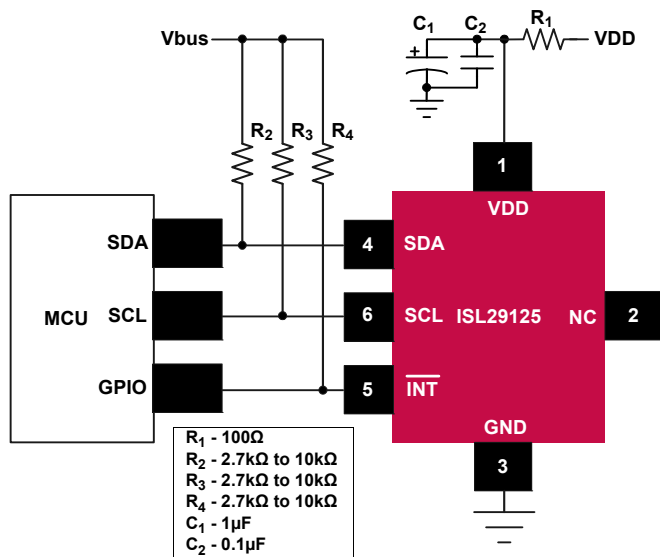 C1 C2 R1
Vbus
+
VDD
R2 R3 R4
1
VDD
SDA 4 SDA
MCU SCL 6 SCL ISL29125 NC 2
GPIO 5 INT
GND
3
R1 - 100Ω
R2 - 2.7kΩ to 10kΩ
R3 - 2.7kΩ to 10kΩ
R4 - 2.7kΩ to 10kΩ
C1 - 1µF
C2 - 0.1µF